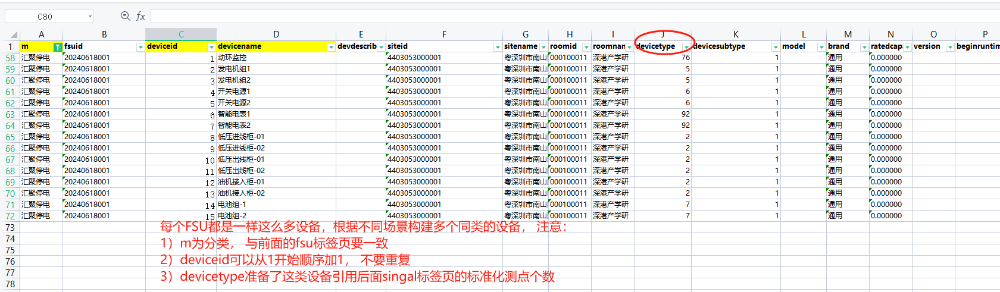 C80 fx
A B C D E F G H I J K L M N O P
1 m fsuid deviceid devicename devdescrib siteid sitename roomid roomnan devicetype devicesubtype model brand ratedcap version beginruntim
58 汇聚停电 20240618001 1 动环监控 4403053000001 粤深圳市南山 000100011 深港产学研 76 1 通用 0.000000
59 汇聚停电 20240618001 2 发电机组1 4403053000001 粤深圳市南山 000100011 深港产学研 5 1 通用 0.000000
60 汇聚停电 20240618001 3 发电机组2 4403053000001 粤深圳市南山 000100011 深港产学研 5 1 通用 0.000000
61 汇聚停电 20240618001 4 开关电源1 4403053000001 粤深圳市南山 000100011 深港产学研 6 1 通用 0.000000
62 汇聚停电 20240618001 5 开关电源2 4403053000001 粤深圳市南山 000100011 深港产学研 6 1 通用 0.000000
63 汇聚停电 20240618001 6 智能电表1 4403053000001 粤深圳市南山 000100011 深港产学研 92 1 通用 0.000000
64 汇聚停电 20240618001 7 智能电表2 4403053000001 粤深圳市南山 000100011 深港产学研 92 1 通用 0.000000
65 汇聚停电 20240618001 8 低压进线柜-01 4403053000001 粤深圳市南山 000100011 深港产学研 2 1 通用 0.000000
66 汇聚停电 20240618001 9 低压进线柜-02 4403053000001 粤深圳市南山 000100011 深港产学研 2 1 通用 0.000000
67 汇聚停电 20240618001 10 低压出线柜-01 4403053000001 粤深圳市南山 000100011 深港产学研 2 1 通用 0.000000
68 汇聚停电 20240618001 11 低压出线柜-02 4403053000001 粤深圳市南山 000100011 深港产学研 2 1 通用 0.000000
69 汇聚停电 20240618001 12 油机接入柜-01 4403053000001 粤深圳市南山 000100011 深港产学研 2 1 通用 0.000000
70 汇聚停电 20240618001 13 油机接入柜-02 4403053000001 粤深圳市南山 000100011 深港产学研 2 1 通用 0.000000
71 汇聚停电 20240618001 14 电池组-1 4403053000001 粤深圳市南山 000100011 深港产学研 7 1 通用 0.000000
72 汇聚停电 20240618001 15 电池组-2 4403053000001 粤深圳市南山 000100011 深港产学研 7 1 通用 0.000000
73 每个FSU都是一样这么多设备，根据不同场景构建多个同类的设备， 注意：
74 1）m为分类， 与前面的fsu标签页要一致
75
76 2）deviceid可以从1开始顺序加1， 不要重复
77 3）devicetype准备了这类设备引用后面singal标签页的标准化测点个数
78